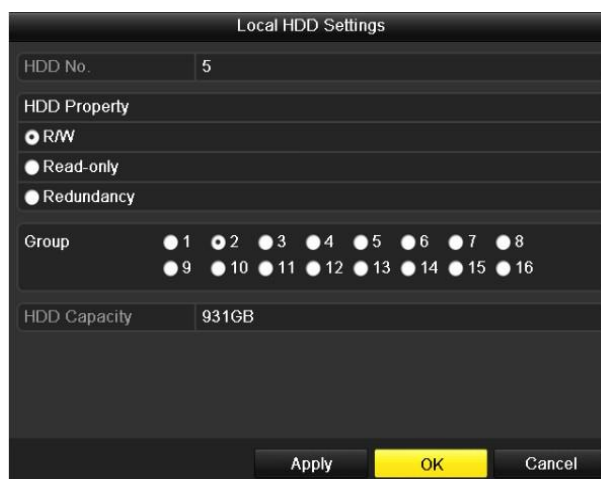 Local HDD Settings
HDD No. 5
HDD Property
R/W
Read-only
Redundancy
Group 1 2 3 4 5 6 7 8
9 10 11 12 13 14 15 16
HDD Capacity 931GB
Apply OK Cancel